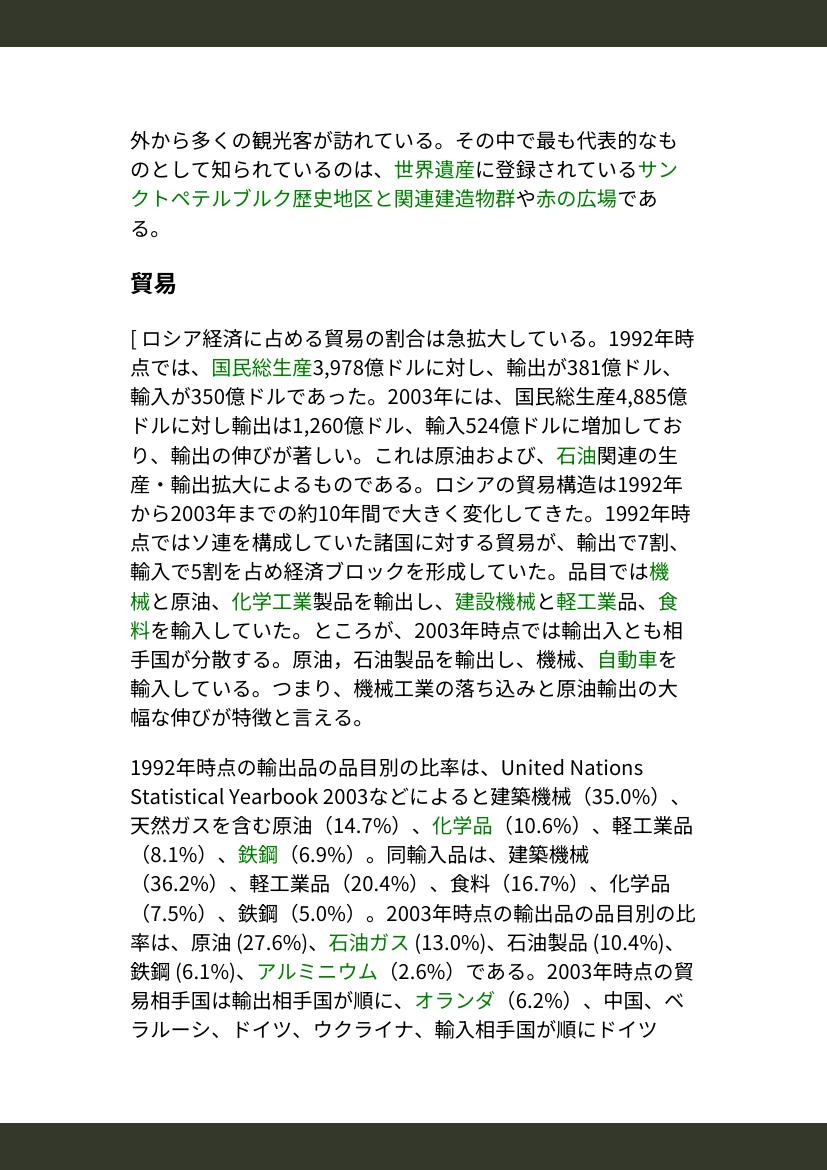 外から多くの観光客が訪れている。その中で最も代表的なも
のとして知られているのは、世界遺産に登録されているサン
クトペテルブルク歴史地区と関連建造物群や赤の広場であ
る。
貿易
[ ロシア経済に占める貿易の割合は急拡大している。1992年時
点では、国民総生産3,978億ドルに対し、輸出が381億ドル、
輸入が350億ドルであった。2003年には、国民総生産4,885億
ドルに対し輸出は1,260億ドル、輸入524億ドルに増加してお
り、輸出の伸びが著しい。これは原油および、石油関連の生
産・輸出拡大によるものである。ロシアの貿易構造は1992年
から2003年までの約10年間で大きく変化してきた。1992年時
点ではソ連を構成していた諸国に対する貿易が、輸出で7割、
輸入で5割を占め経済ブロックを形成していた。品目では機
械と原油、化学工業製品を輸出し、建設機械と軽工業品、食
料を輸入していた。ところが、2003年時点では輸出入とも相
手国が分散する。原油，石油製品を輸出し、機械、自動車を
輸入している。つまり、機械工業の落ち込みと原油輸出の大
幅な伸びが特徴と言える。
1992年時点の輸出品の品目別の比率は、United Nations
Statistical Yearbook 2003などによると建築機械（35.0%）、
天然ガスを含む原油（14.7%）、化学品（10.6%）、軽工業品
（8.1%）、鉄鋼（6.9%）。同輸入品は、建築機械
（36.2%）、軽工業品（20.4%）、食料（16.7%）、化学品
（7.5%）、鉄鋼（5.0%）。2003年時点の輸出品の品目別の比
率は、原油 (27.6%)、石油ガス (13.0%)、石油製品 (10.4%)、
鉄鋼 (6.1%)、アルミニウム（2.6%）である。2003年時点の貿
易相手国は輸出相手国が順に、オランダ（6.2%）、中国、ベ
ラルーシ、ドイツ、ウクライナ、輸入相手国が順にドイツ